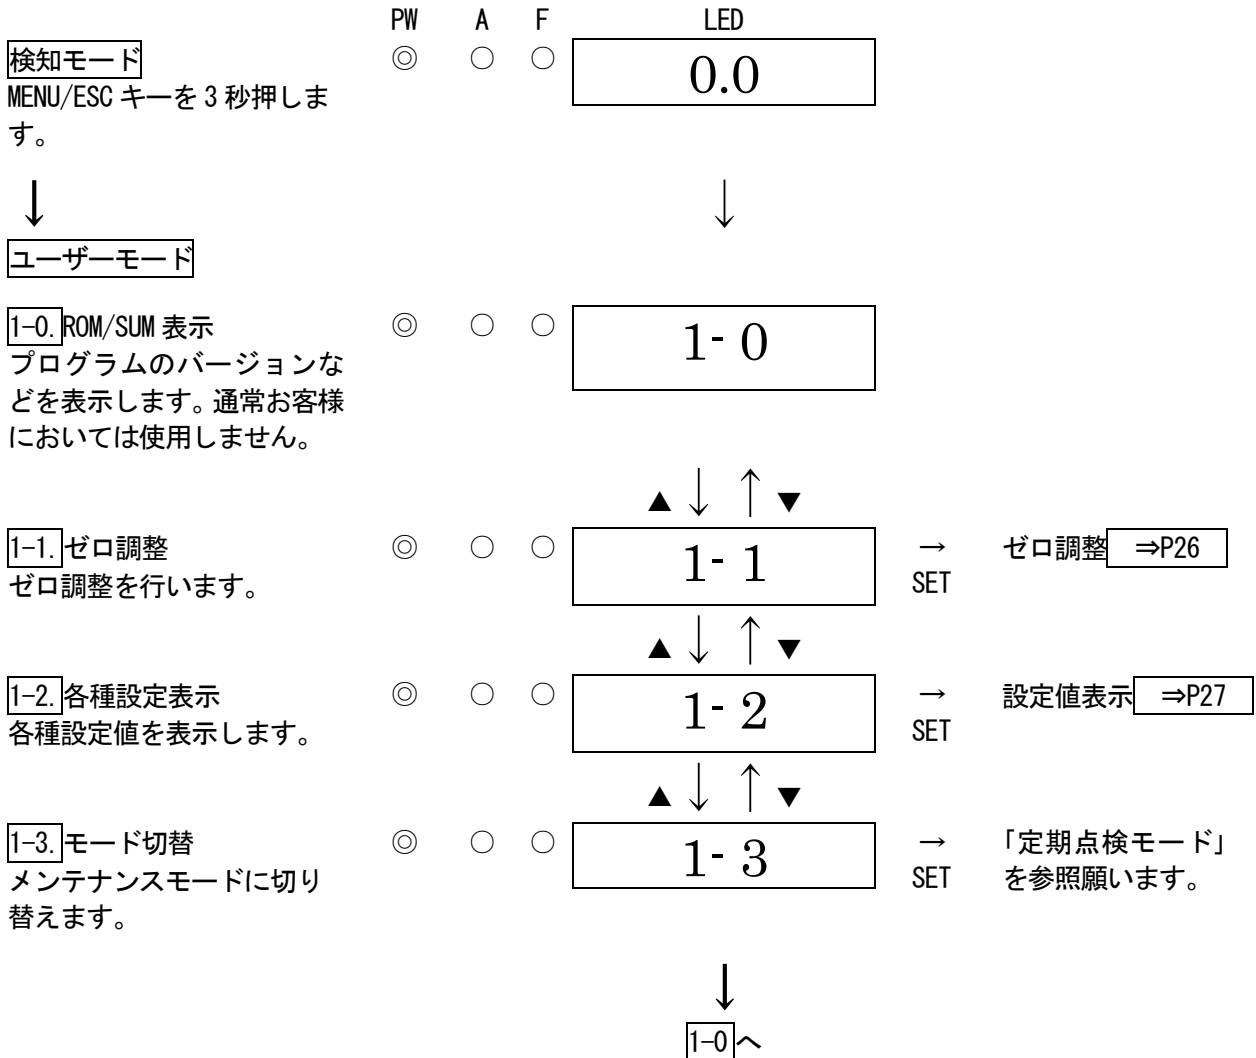 PW A F LED
検知モード ◎ ○ ○ 0.0
MENU/ESC キーを 3 秒押しま
す。
↓ ↓
ユーザーモード
1-0. ROM/SUM 表示 ◎ ○ ○ 1- 0
プログラムのバージョンな
どを表示します。通常お客様
においては使用しません。
▲ ↓ ↑ ▼
1-1. ゼロ調整 ◎ ○ ○ 1- 1 → ゼロ調整 ⇒P26
ゼロ調整を行います。 SET
▲ ↓ ↑ ▼
1-2. 各種設定表示 ◎ ○ ○ 1- 2 → 設定値表示 ⇒P27
各種設定値を表示します。 SET
▲ ↓ ↑ ▼
1-3. モード切替 ◎ ○ ○ 1- 3 → 「定期点検モード」
メンテナンスモードに切り SET を参照願います。
替えます。
↓
1-0 へ